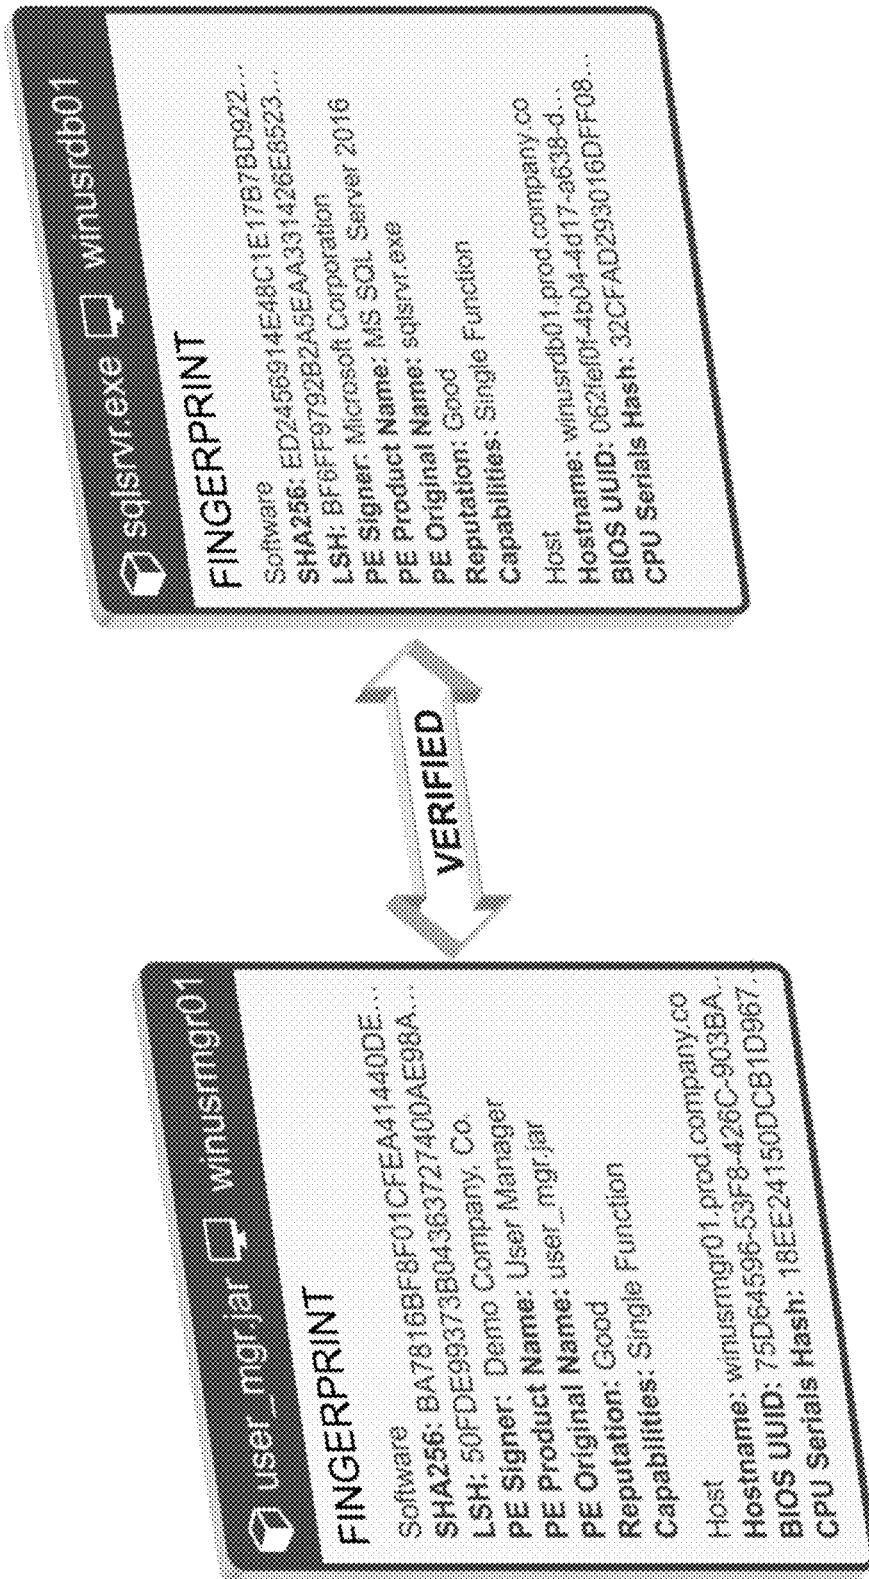 user_mgr.jar winusrmgr01
FINGERPRINT
Software
SHA256: BA7816BF8F01CFEA41440DE...
LSH: 50FDE99373B04363727400AE98A...
PE Signer: Demo Company, Co.
PE Product Name: User Manager
PE Original Name: user_mgr.jar
Reputation: Good
Capabilities: Single Function
Host
Hostname: winusrmgr01.prod.company.co
BIOS UUID: 75D64596-53F8-426C-903BA...
CPU Serials Hash: 18EE24150DCB1D967...
VERIFIED
sqlsrvr.exe winusrdb01
FINGERPRINT
Software
SHA256: ED2456914E48C1E17B7BD922...
LSH: BF6FF9792B2A5EAA331426E8523...
PE Signer: Microsoft Corporation
PE Product Name: MS SQL Server 2016
PE Original Name: sqlsrvr.exe
Reputation: Good
Capabilities: Single Function
Host
Hostname: winusrdb01.prod.company.co
BIOS UUID: 062fef0f-4b04-4d17-a638-d...
CPU Serials Hash: 32CFAD293016DFF08...